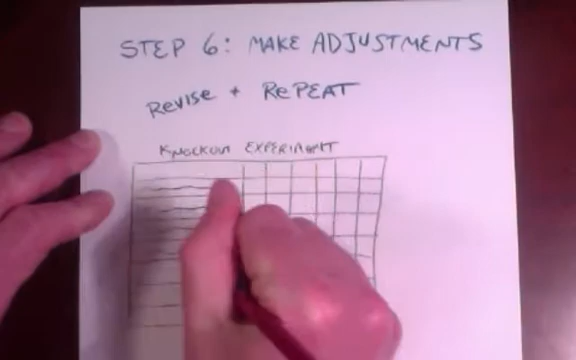 STEP 6: MAKE ADJUSTMENTS
Revise + RePEAT
KNOCKOUT EXPERIMENT